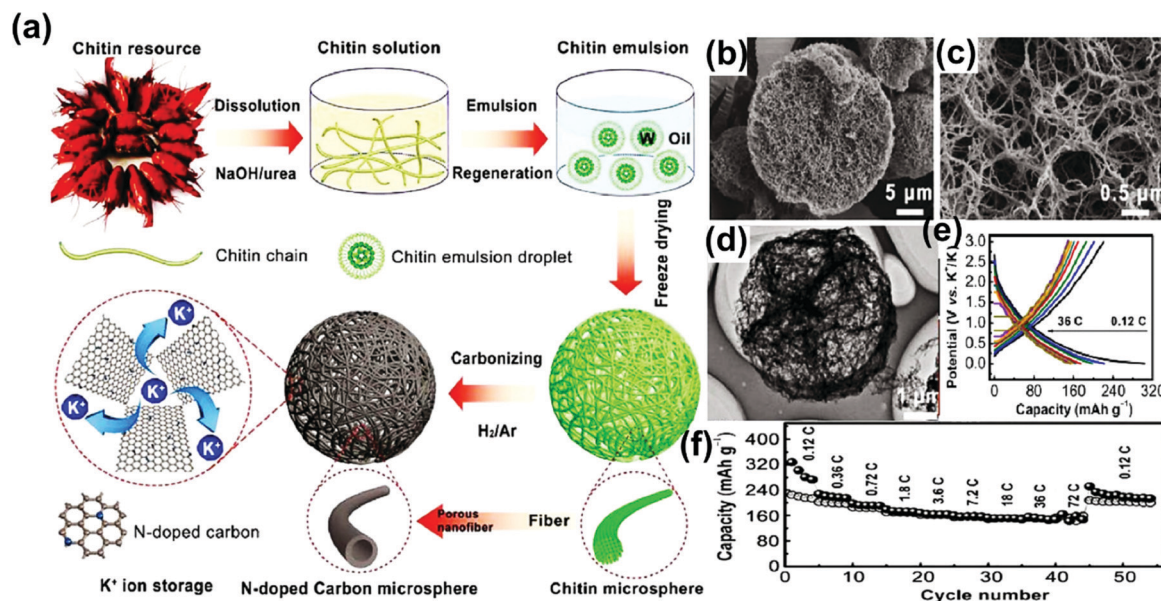 (a)
Chitin resource
Chitin solution
Chitin emulsion
Dissolution
NaOH/urea
Emulsion
Regeneration
W
Oil
Chitin chain
Chitin emulsion droplet
Freeze drying
K⁺
K⁺
K⁺
K⁺
Carbonizing
H₂/Ar
Porous
nanofiber
Fiber
N-doped carbon
K⁺ ion storage
N-doped Carbon microsphere
Chitin microsphere
(b)
5 μm
(c)
0.5 μm
(d)
1 μm
(e)
Potential (V vs. K⁺/K)
3.0
2.5
2.0
1.5
1.0
0.5
0.0
36 C
0.12 C
0 80 160 240 320
Capacity (mAh g⁻¹)
(f)
Capacity (mAh g⁻¹)
400
320
240
160
80
0
0.12 C
0.36 C
0.72 C
1.8 C
3.6 C
7.2 C
18 C
36 C
72 C
0.12 C
0 10 20 30 40 50
Cycle number